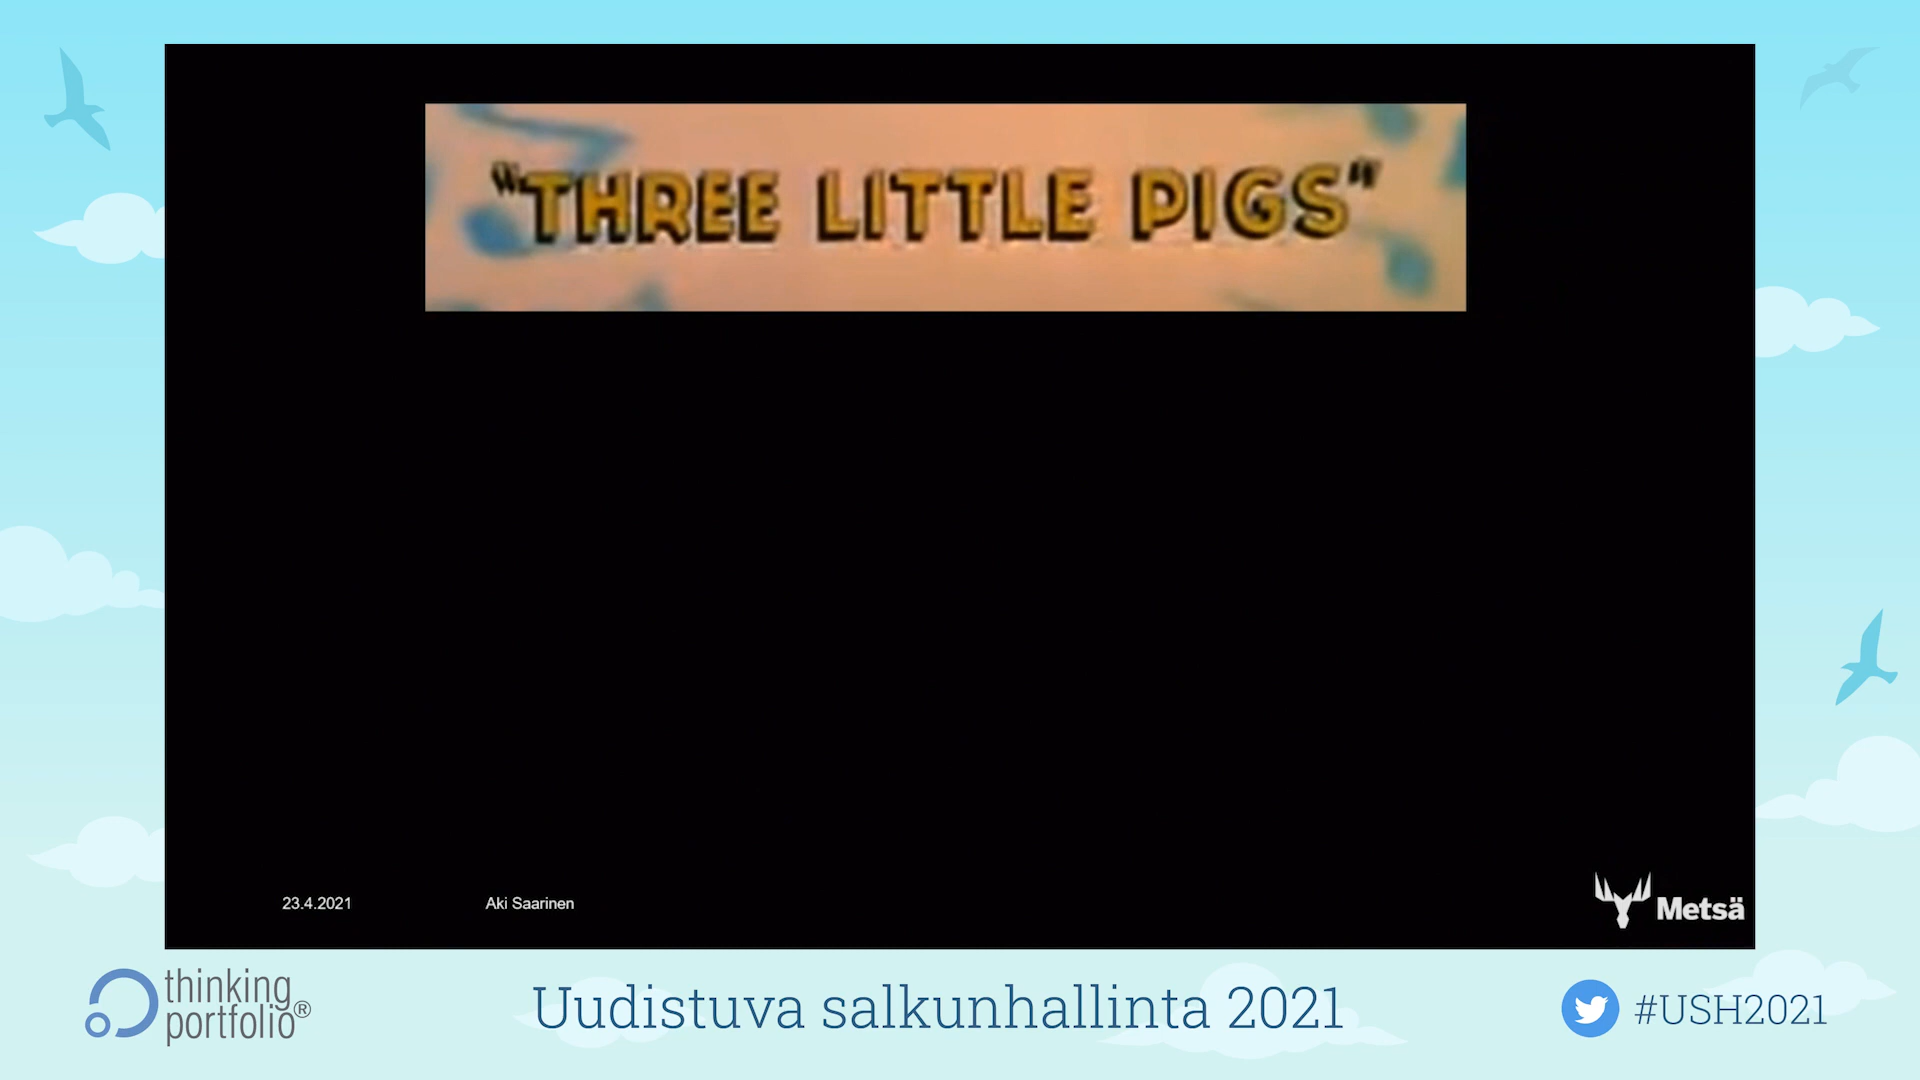 "THREE LITTLE PIGS"
23.4.2021
Aki Saarinen
Metsä
thinking
portfolio®
Uudistuva salkunhallinta 2021
#USH2021